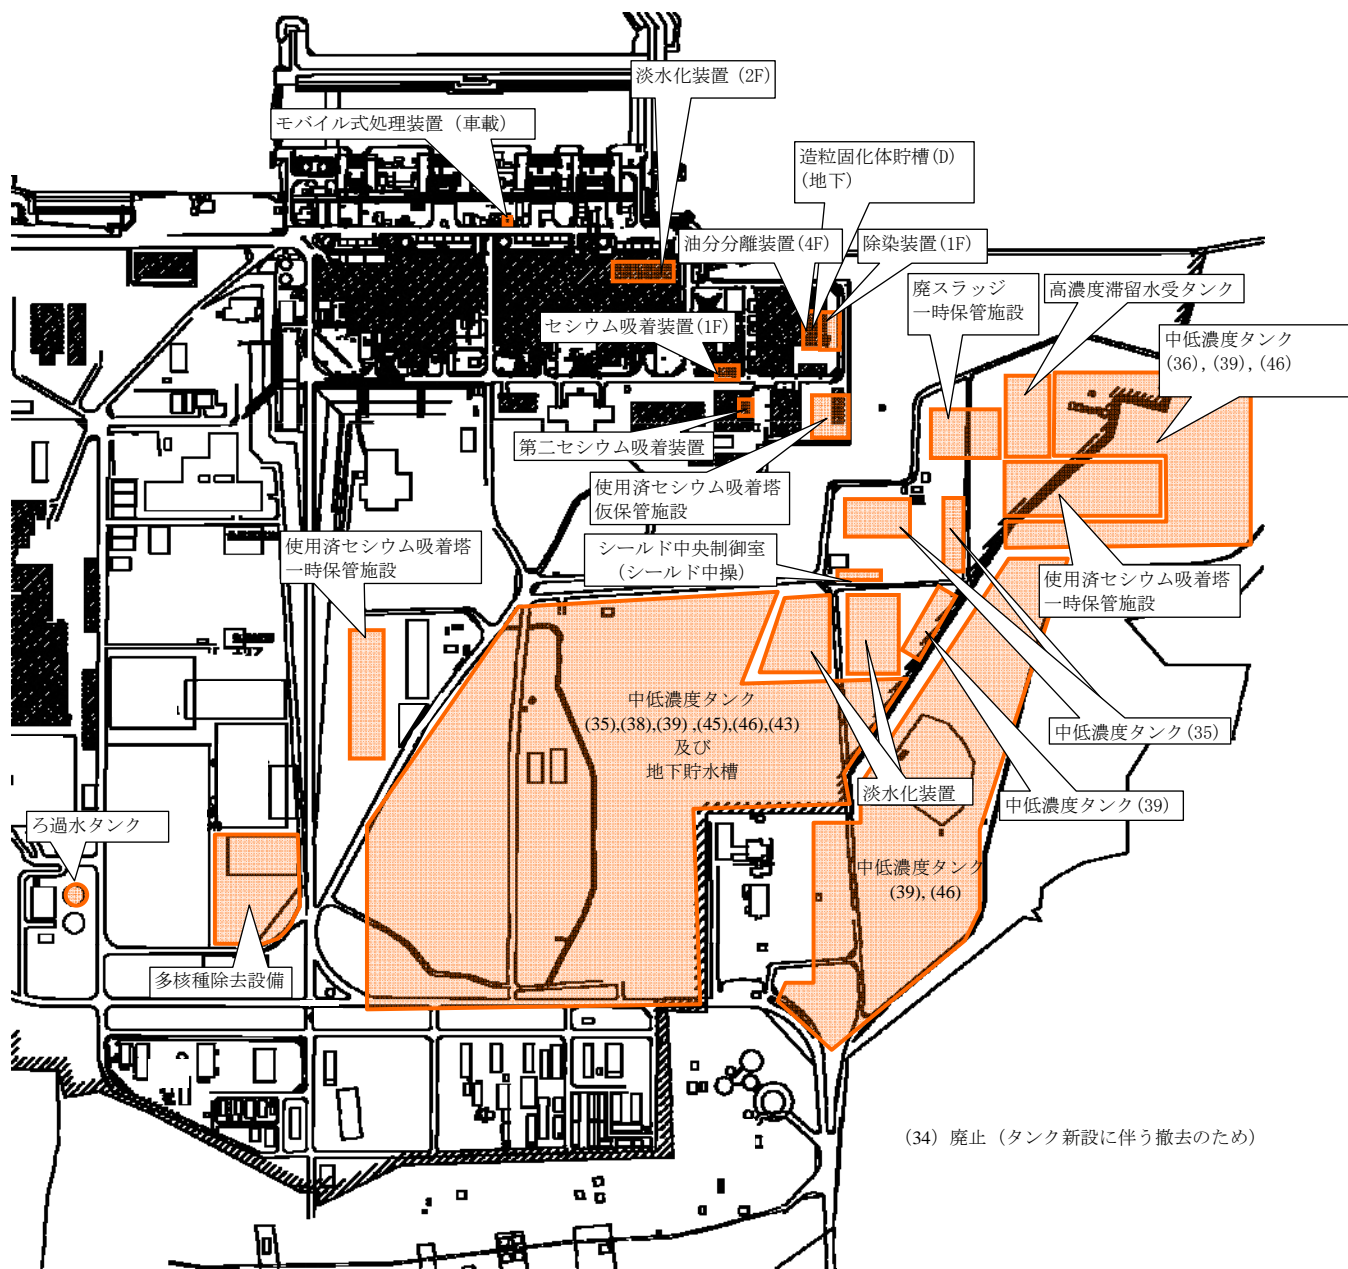 淡水化装置(2F)
モバイル式処理装置（車載）
造粒固化体貯槽(D)
(地下)
油分分離装置(4F)
除染装置(1F)
廃スラッジ
一時保管施設
高濃度滞留水受タンク
中低濃度タンク
(36),(39),(46)
セシウム吸着装置(1F)
第二セシウム吸着装置
使用済セシウム吸着塔
仮保管施設
使用済セシウム吸着塔
一時保管施設
シールド中央制御室
(シールド中操)
使用済セシウム吸着塔
一時保管施設
中低濃度タンク
(35),(38),(39),(45),(46),(43)
及び
地下貯水槽
中低濃度タンク(35)
淡水化装置
中低濃度タンク(39)
ろ過水タンク
中低濃度タンク
(39),(46)
多核種除去設備
(34) 廃止（タンク新設に伴う撤去のため）